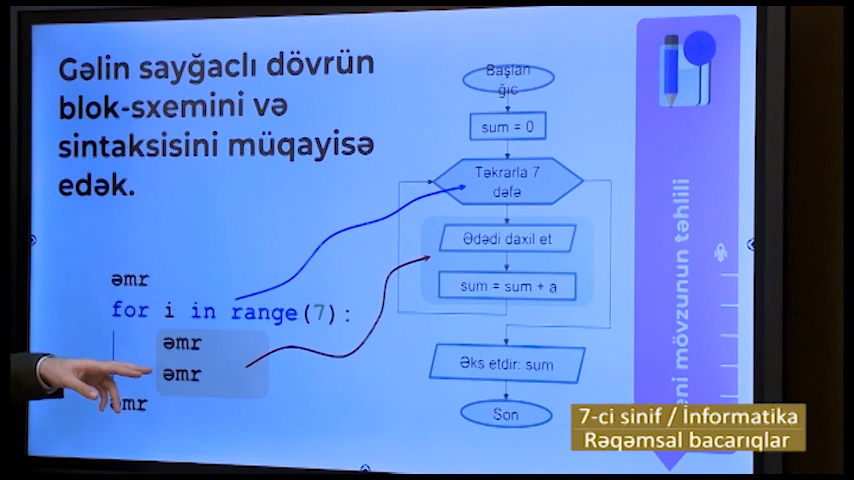 Gəlin sayğaclı dövrün
blok-sxemini və
sintaksisini müqayisə
edək.
əmr
for i in range(7):
əmr
əmr
əmr
Başlan
ğıc
sum = 0
Təkrarla 7
dəfə
Ədədi daxil et
sum = sum + a
Əks etdir: sum
Son
mövzunun təhlili
7-ci sinif / İnformatika
Rəqəmsal bacarıqlar